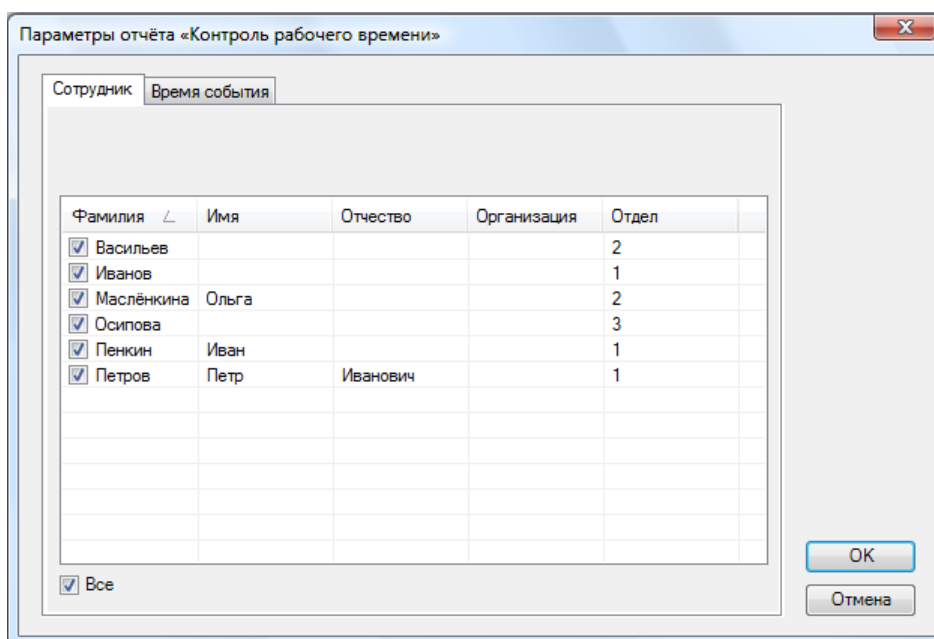 Параметры отчёта «Контроль рабочего времени»
Сотрудник Время события
Фамилия Имя Отчество Организация Отдел
Васильев 2
Иванов 1
Маслёнкина Ольга 2
Осипова 3
Пенкин Иван 1
Петров Петр Иванович 1
OK
Все
Отмена